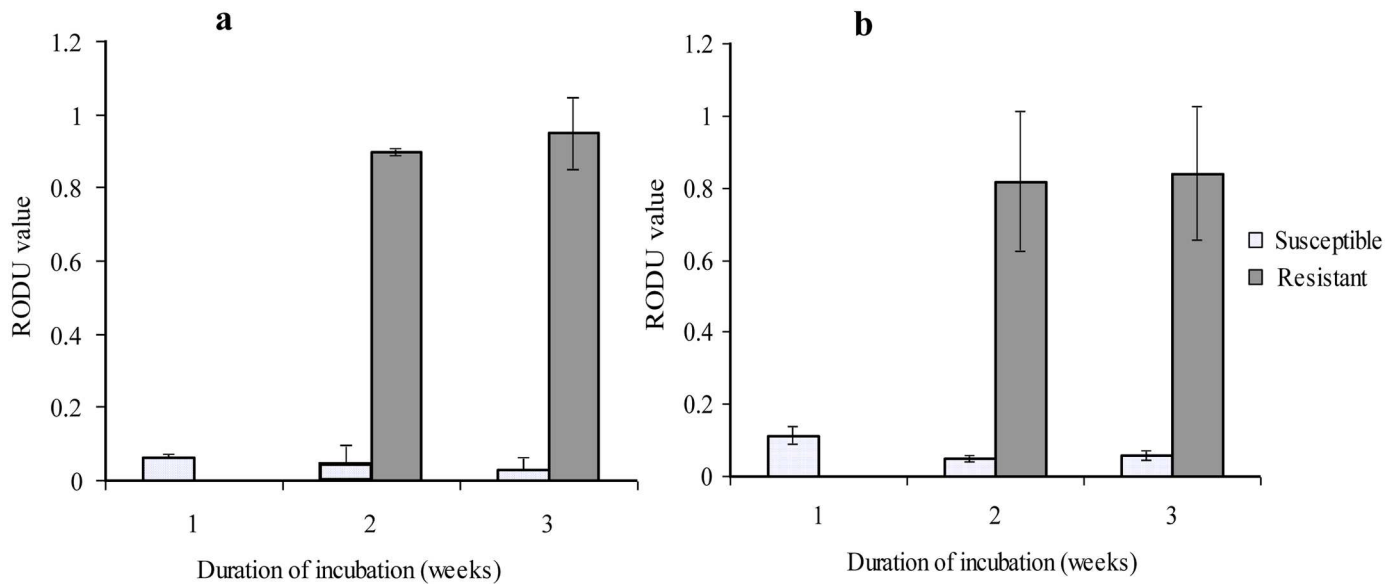 a
1.2
1
0.8
0.6
0.4
0.2
0
RODU value
1
2
3
Duration of incubation (weeks)
b
1.2
1
0.8
0.6
0.4
0.2
0
RODU value
1
2
3
Duration of incubation (weeks)
Susceptible
Resistant